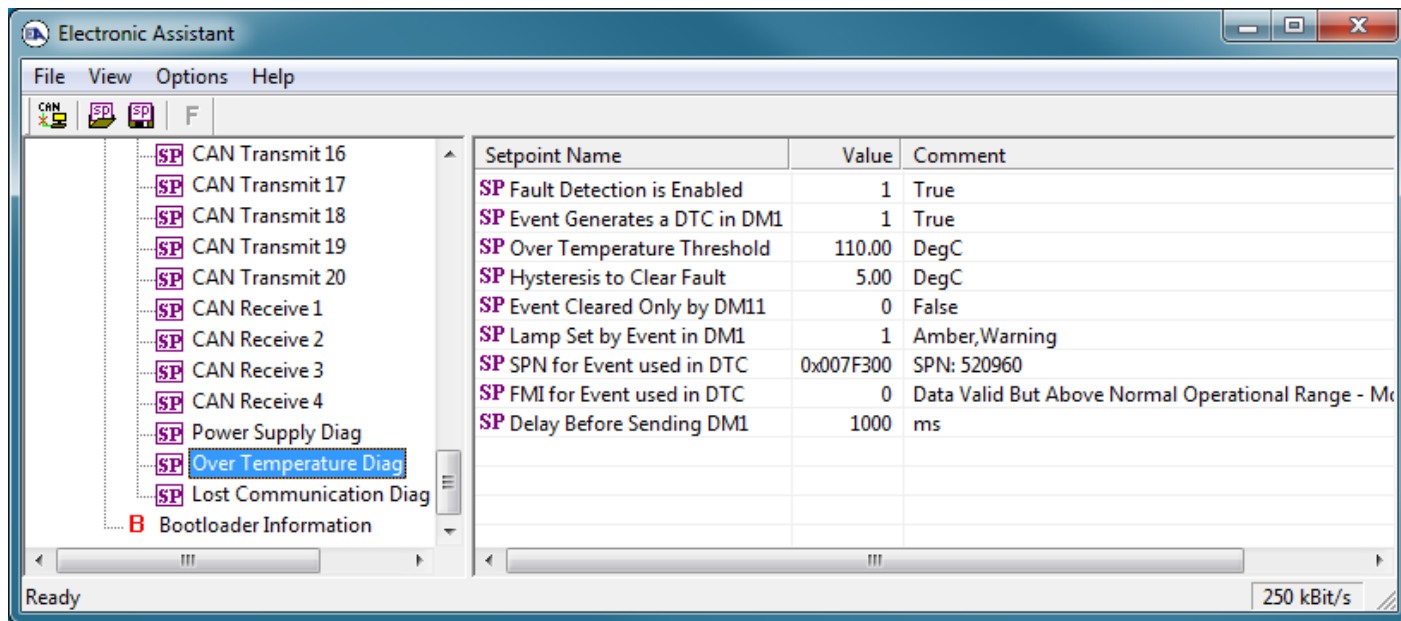 Electronic Assistant
File View Options Help
CAN SP SP F
SP CAN Transmit 16
SP CAN Transmit 17
SP CAN Transmit 18
SP CAN Transmit 19
SP CAN Transmit 20
SP CAN Receive 1
SP CAN Receive 2
SP CAN Receive 3
SP CAN Receive 4
SP Power Supply Diag
SP Over Temperature Diag
SP Lost Communication Diag
B Bootloader Information
Setpoint Name Value Comment
SP Fault Detection is Enabled 1 True
SP Event Generates a DTC in DM1 1 True
SP Over Temperature Threshold 110.00 DegC
SP Hysteresis to Clear Fault 5.00 DegC
SP Event Cleared Only by DM11 0 False
SP Lamp Set by Event in DM1 1 Amber,Warning
SP SPN for Event used in DTC 0x007F300 SPN: 520960
SP FMI for Event used in DTC 0 Data Valid But Above Normal Operational Range - Mo
SP Delay Before Sending DM1 1000 ms
Ready 250 kBit/s